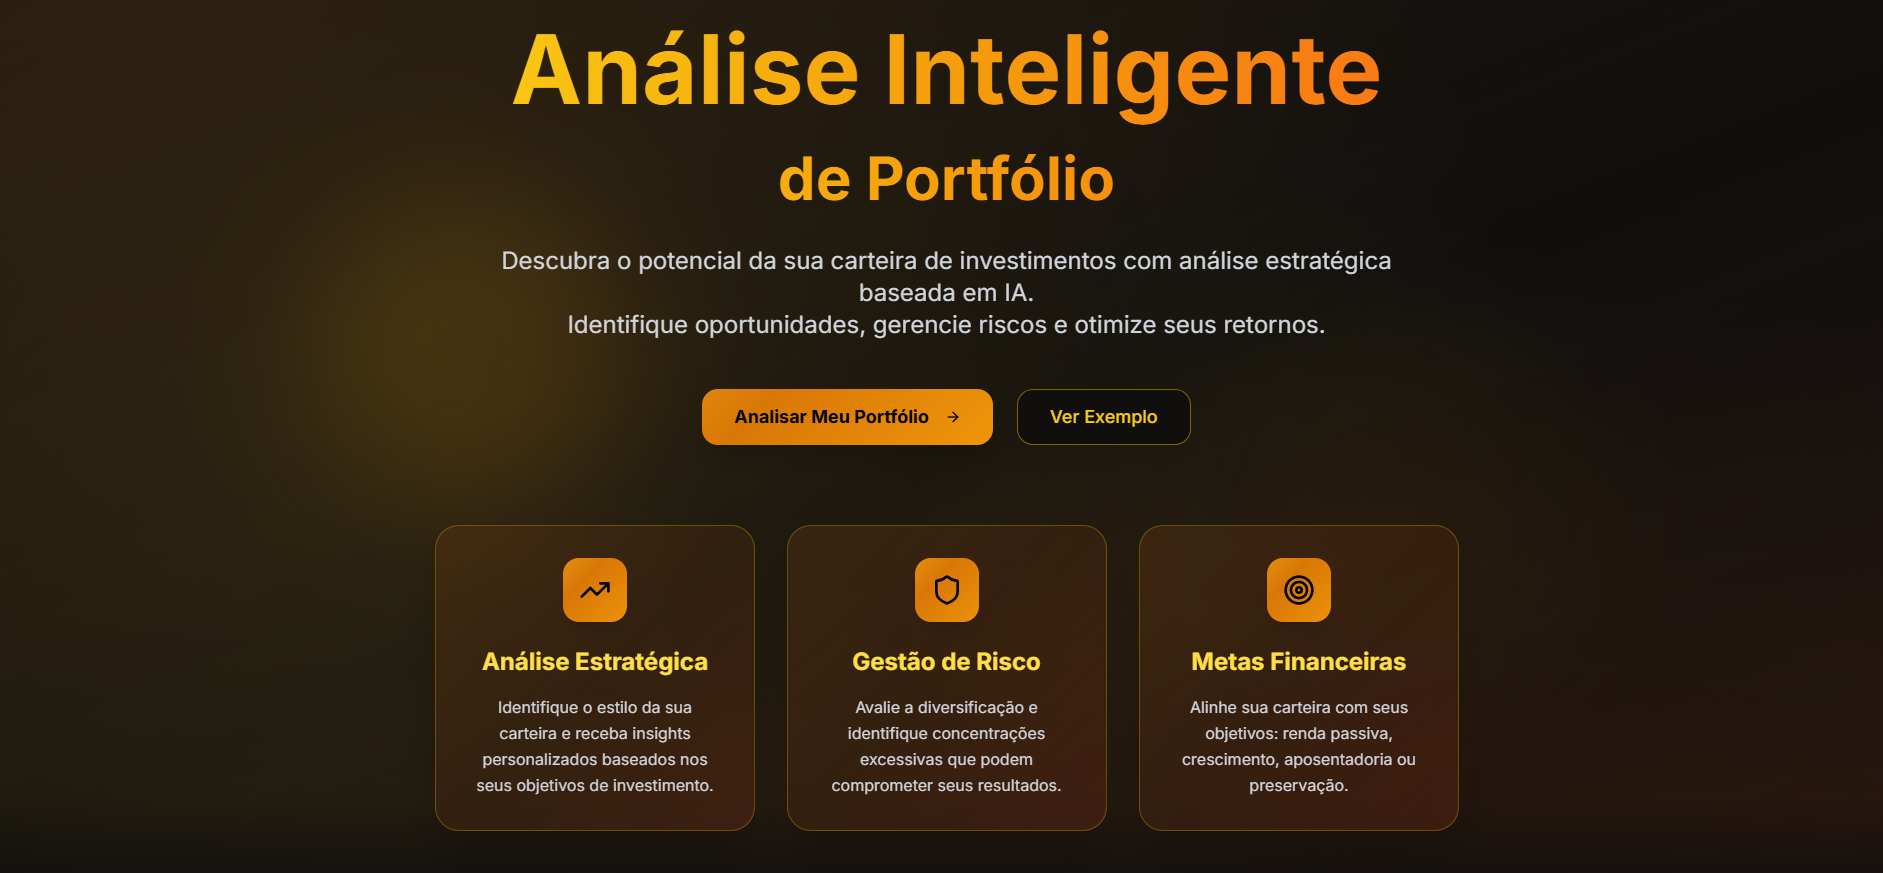 Análise Inteligente
de Portfólio
Descubra o potencial da sua carteira de investimentos com análise estratégica
baseada em IA.
Identifique oportunidades, gerencie riscos e otimize seus retornos.
Analisar Meu Portfólio
Ver Exemplo
Análise Estratégica
Identifique o estilo da sua
carteira e receba insights
personalizados baseados nos
seus objetivos de investimento.
Gestão de Risco
Avalie a diversificação e
identifique concentrações
excessivas que podem
comprometer seus resultados.
Metas Financeiras
Alinhe sua carteira com seus
objetivos: renda passiva,
crescimento, aposentadoria ou
preservação.